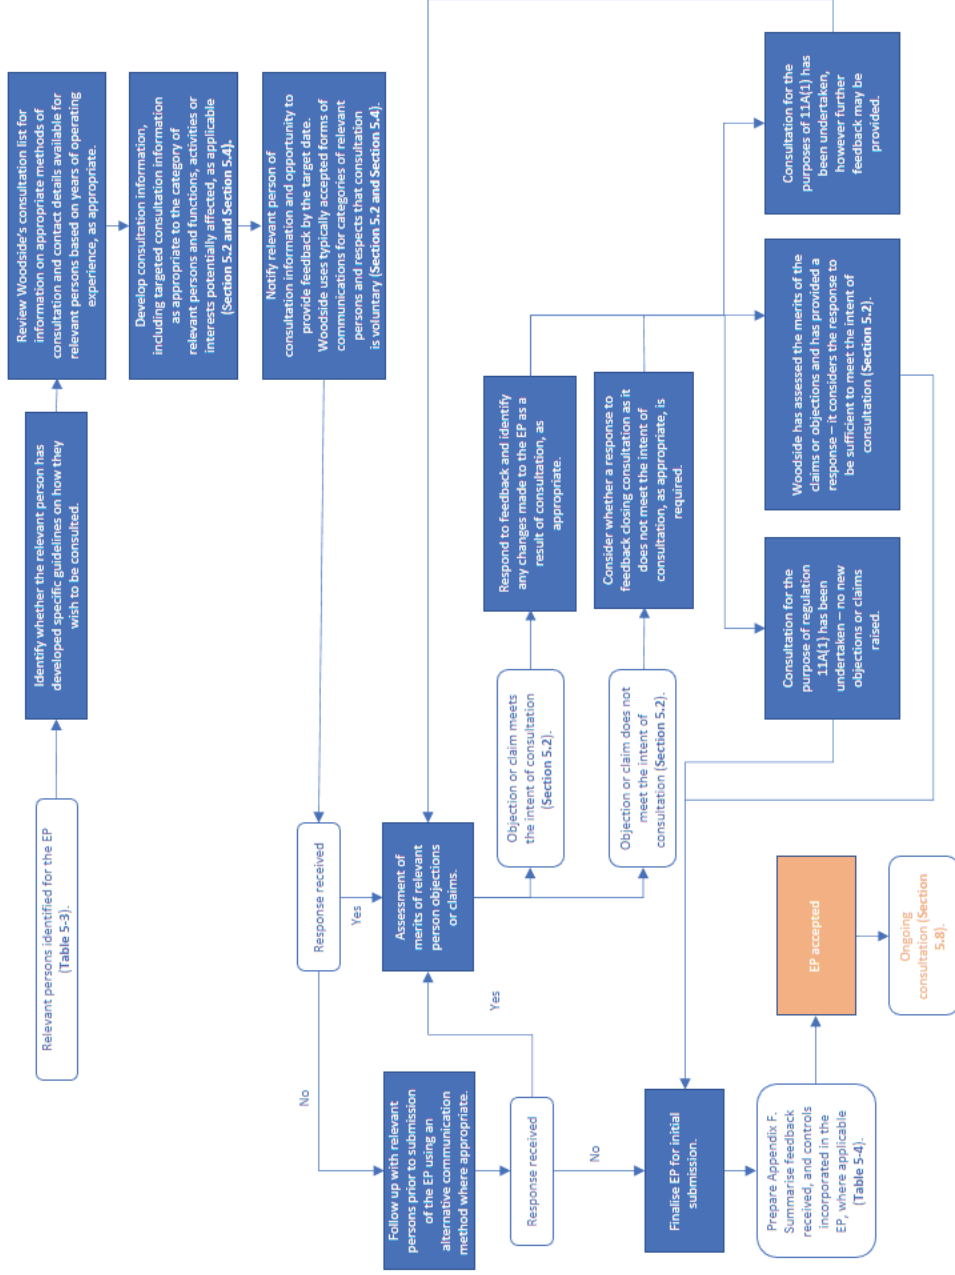 Relevant persons identified for the EP
(Table 5-3).
Identify whether the relevant person has
developed specific guidelines on how they
wish to be consulted.
Review Woodside's consultation list for
information on appropriate methods of
consultation and contact details available for
relevant persons based on years of operating
experience, as appropriate.
Develop consultation information,
including targeted consultation information
as appropriate to the category of
relevant persons and functions, activities or
interests potentially affected, as applicable
(Section 5.2 and Section 5.4).
Notify relevant person of
consultation information and opportunity to
provide feedback by the target date.
Woodside uses typically accepted forms of
communications for categories of relevant
persons and respects that consultation
is voluntary (Section 5.2 and Section 5.4).
Response received
No
Yes
Follow up with relevant
persons prior to submission
of the EP using an
alternative communication
method where appropriate.
Assessment of
merits of relevant
person objections
or claims.
Response received
Yes
No
Objection or claim meets
the intent of consultation
(Section 5.2).
Respond to feedback and identify
any changes made to the EP as a
result of consultation, as
appropriate.
Objection or claim does not
meet the intent of
consultation (Section 5.2).
Consider whether a response to
feedback closing consultation as it
does not meet the intent of
consultation, as appropriate, is
required.
Finalise EP for initial
submission.
Consultation for the
purpose of regulation
11A(1) has been
undertaken – no new
objections or claims
raised.
Woodside has assessed the merits of the
claims or objections and has provided a
response – it considers the response to
be sufficient to meet the intent of
consultation (Section 5.2).
Consultation for the
purposes of 11A(1) has
been undertaken,
however further
feedback may be
provided.
Prepare Appendix F.
Summarise feedback
received, and controls
incorporated in the
EP, where applicable
(Table 5-4).
EP accepted
Ongoing
consultation (Section
5.8).